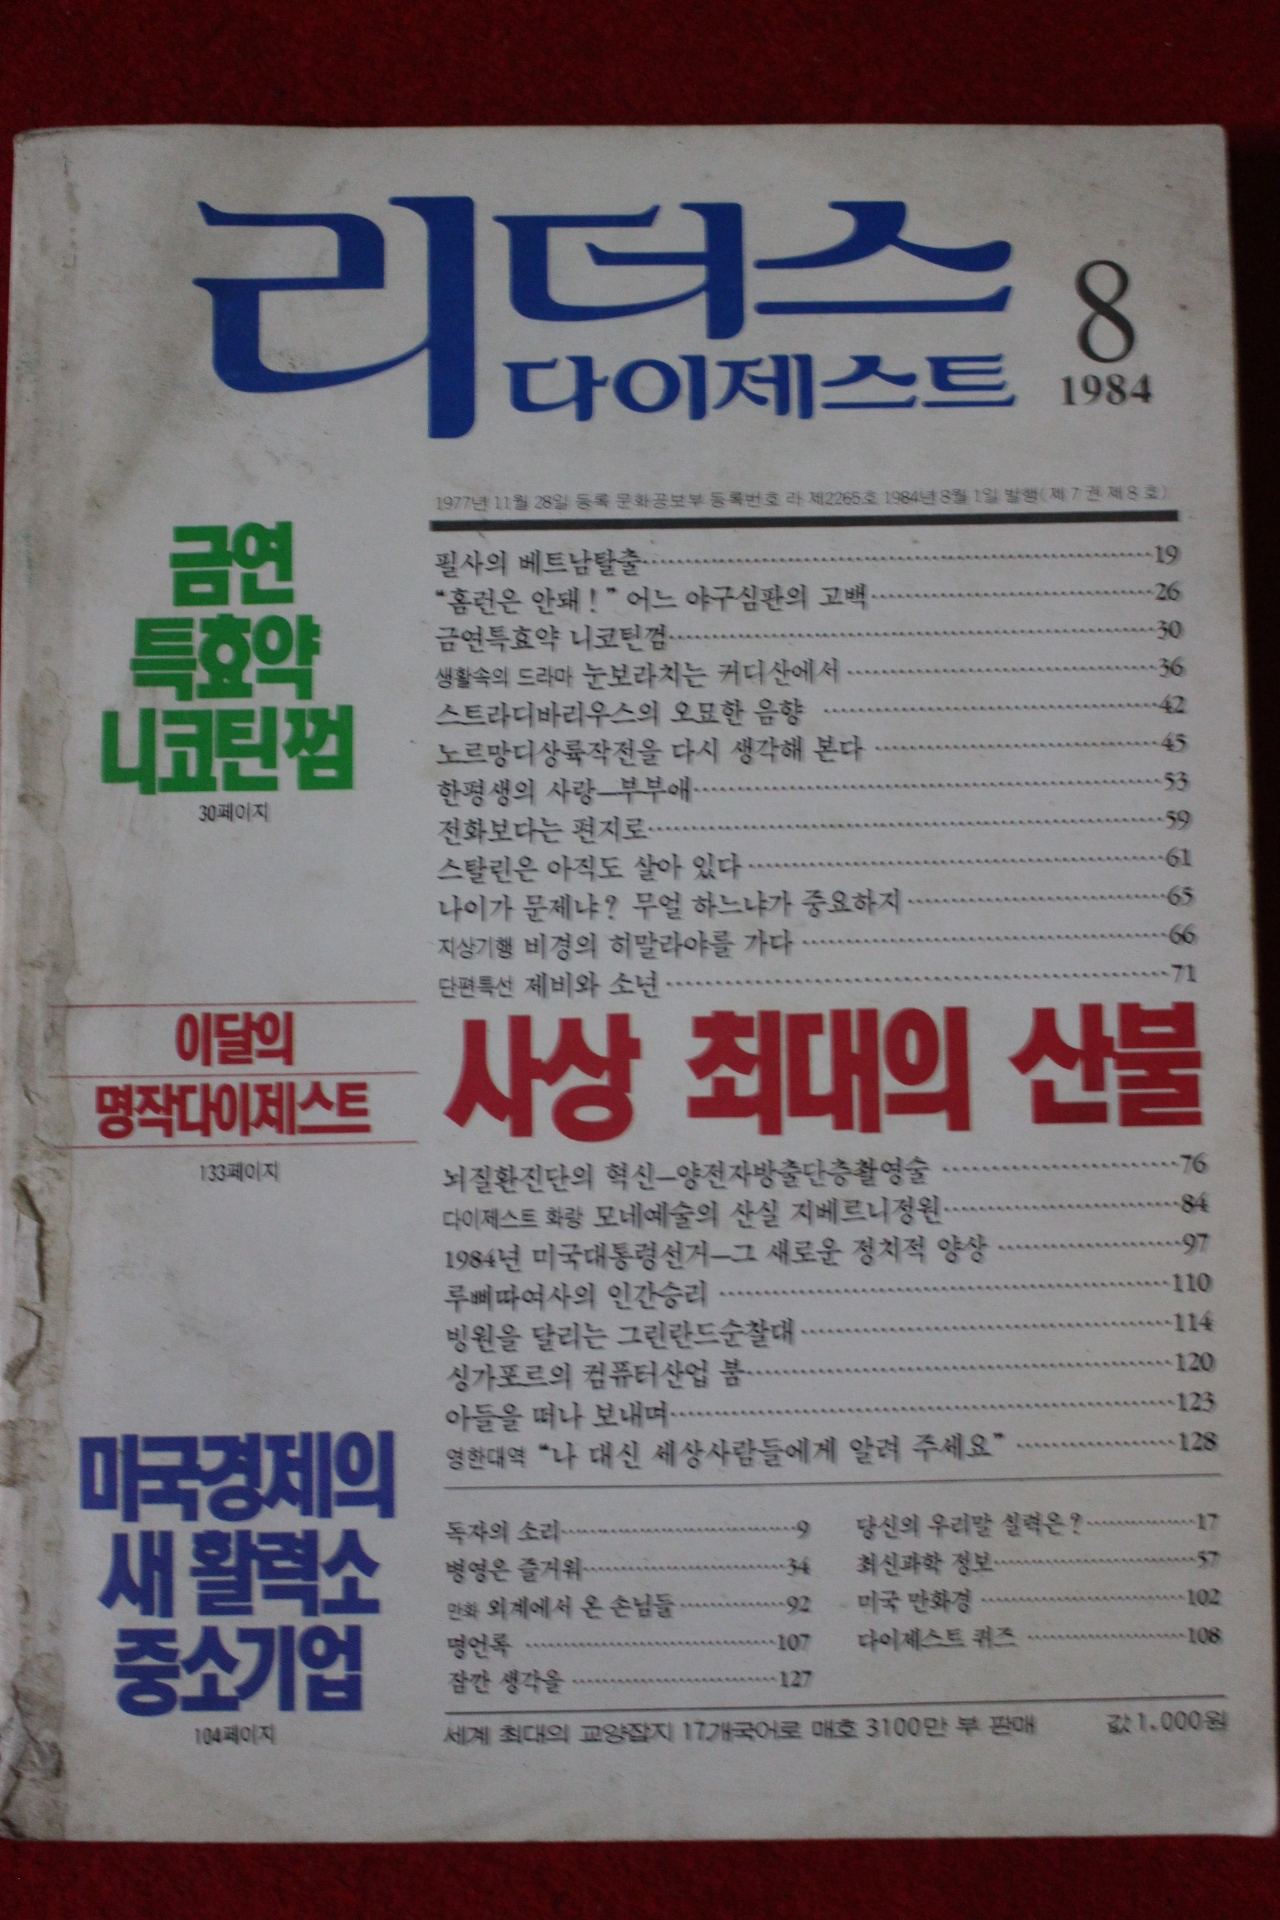 리더스
다이제스트
8
1984
1977년 11월 28일 등록 문화공보부 등록번호 라 제2265호 1984년 8월 1일 발행(제 7 권 제 8 호)
금연
특효약
니코틴껌
30페이지
필사의 베트남탈출 19
“홈런은 안돼!” 어느 야구심판의 고백 26
금연특효약 니코틴껌 30
생활속의 드라마 눈보라치는 커디산에서 36
스트라디바리우스의 오묘한 음향 42
노르망디상륙작전을 다시 생각해 본다 45
한평생의 사랑—부부애 53
전화보다는 편지로 59
스탈린은 아직도 살아 있다 61
나이가 문제냐? 무얼 하느냐가 중요하지 65
지상기행 비경의 히말라야를 가다 66
단편특선 제비와 소년 71
이달의
명작다이제스트
133페이지
사상 최대의 산불
뇌질환진단의 혁신—양전자방출단층촬영술 76
다이제스트 화랑 모네예술의 산실 지베르니정원 84
1984년 미국대통령선거—그 새로운 정치적 양상 97
루삐따여사의 인간승리 110
빙원을 달리는 그린란드순찰대 114
싱가포르의 컴퓨터산업 붐 120
아들을 떠나 보내며 123
영한대역 “나 대신 세상사람들에게 알려 주세요” 128
미국경제의
새 활력소
중소기업
104페이지
독자의 소리 9
병영은 즐거워 34
만화 외계에서 온 손님들 92
명언록 107
잠깐 생각을 127
당신의 우리말 실력은? 17
최신과학 정보 57
미국 만화경 102
다이제스트 퀴즈 108
세계 최대의 교양잡지 17개국어로 매호 3100만 부 판매 값 1,000원